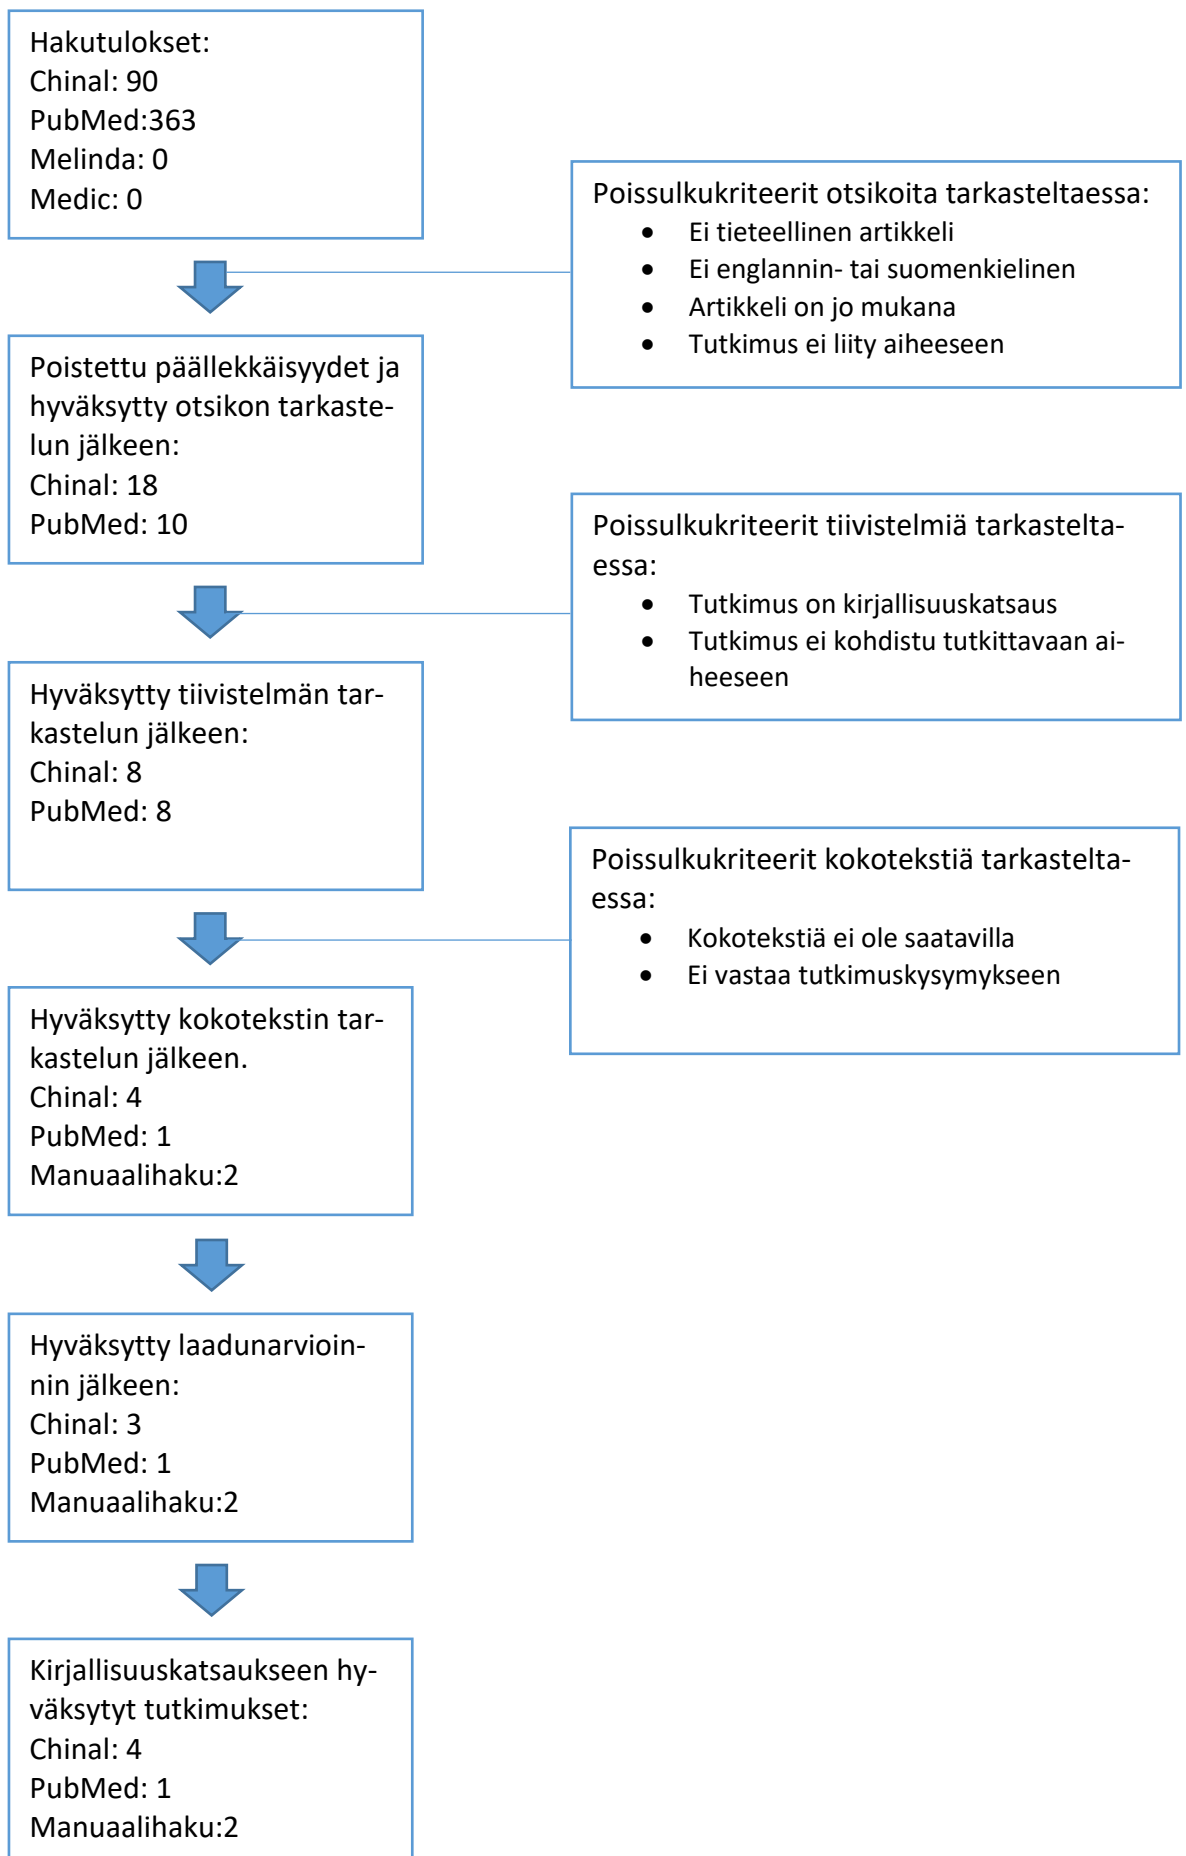 Hakutulokset:
Chinal: 90
PubMed:363
Melinda: 0
Medic: 0
Poissulkukriteerit otsikoita tarkasteltaessa:
• Ei tieteellinen artikkeli
• Ei englannin- tai suomenkielinen
• Artikkeli on jo mukana
• Tutkimus ei liity aiheeseen
Poistettu päällekkäisyydet ja
hyväksytty otsikon tarkaste-
lun jälkeen:
Chinal: 18
PubMed: 10
Poissulkukriteerit tiivistelmiä tarkastelta-
essa:
• Tutkimus on kirjallisuuskatsaus
• Tutkimus ei kohdistu tutkittavaan ai-
heeseen
Hyväksytty tiivistelmän tar-
kastelun jälkeen:
Chinal: 8
PubMed: 8
Poissulkukriteerit kokotekstiä tarkastelta-
essa:
• Kokotekstiä ei ole saatavilla
• Ei vastaa tutkimuskysymykseen
Hyväksytty kokotekstin tar-
kastelun jälkeen.
Chinal: 4
PubMed: 1
Manuaalihaku:2
Hyväksytty laadunarvioin-
nin jälkeen:
Chinal: 3
PubMed: 1
Manuaalihaku:2
Kirjallisuuskatsaukseen hy-
väksytyt tutkimukset:
Chinal: 4
PubMed: 1
Manuaalihaku:2